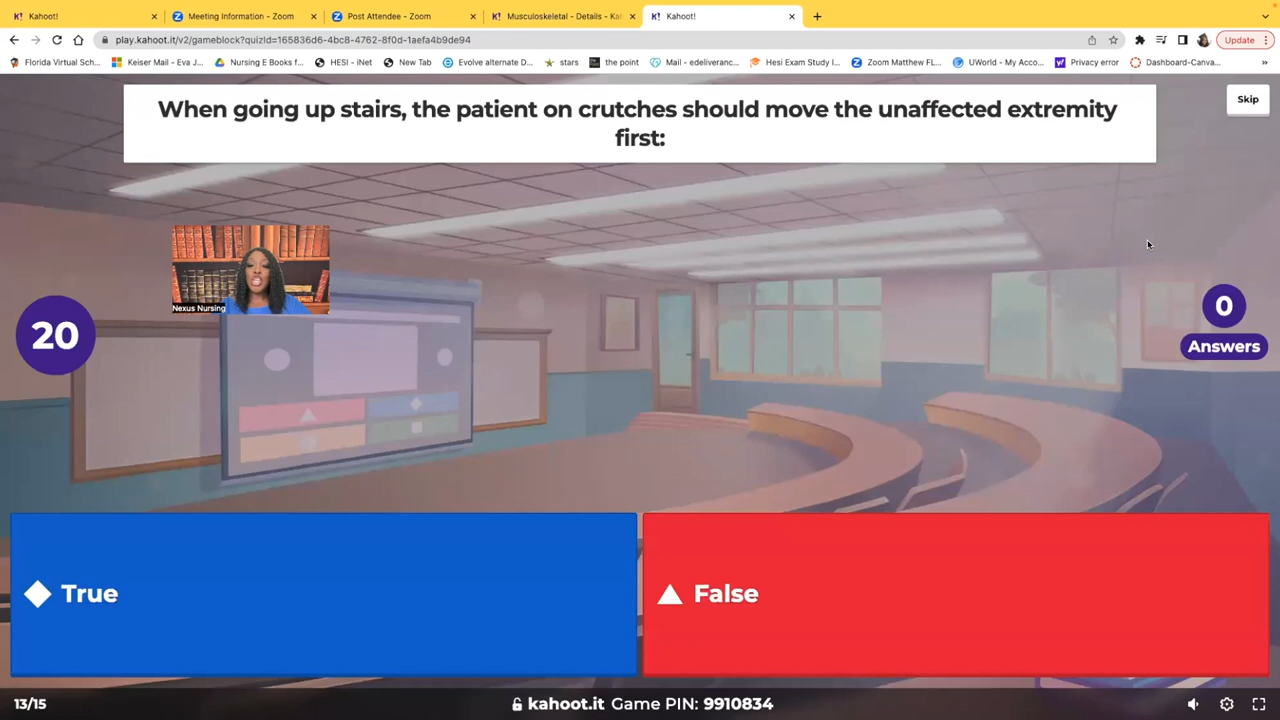 Kahoot!
Meeting Information - Zoom
Post Attendee - Zoom
Musculoskeletal - Details - Kah
Kahoot!
play.kahoot.it/v2/gameblock?quizId=165836d6-4bc8-4762-8f0d-1aefa4b9de94
Update
Florida Virtual Sch...
Keiser Mail - Eva J...
Nursing E Books f...
HESI - iNet
New Tab
Evolve alternate D...
stars
the point
Mail - edeliveranc...
Hesi Exam Study I...
Zoom Matthew FL...
UWorld - My Acco...
Privacy error
Dashboard-Canva...
»
When going up stairs, the patient on crutches should move the unaffected extremity
first:
Skip
Nexus Nursing
20
0
Answers
True
False
13/15
kahoot.it Game PIN: 9910834